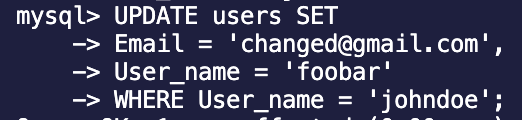 mysql> UPDATE users SET
-> Email = 'changed@gmail.com',
-> User_name = 'foobar'
-> WHERE User_name = 'johndoe';